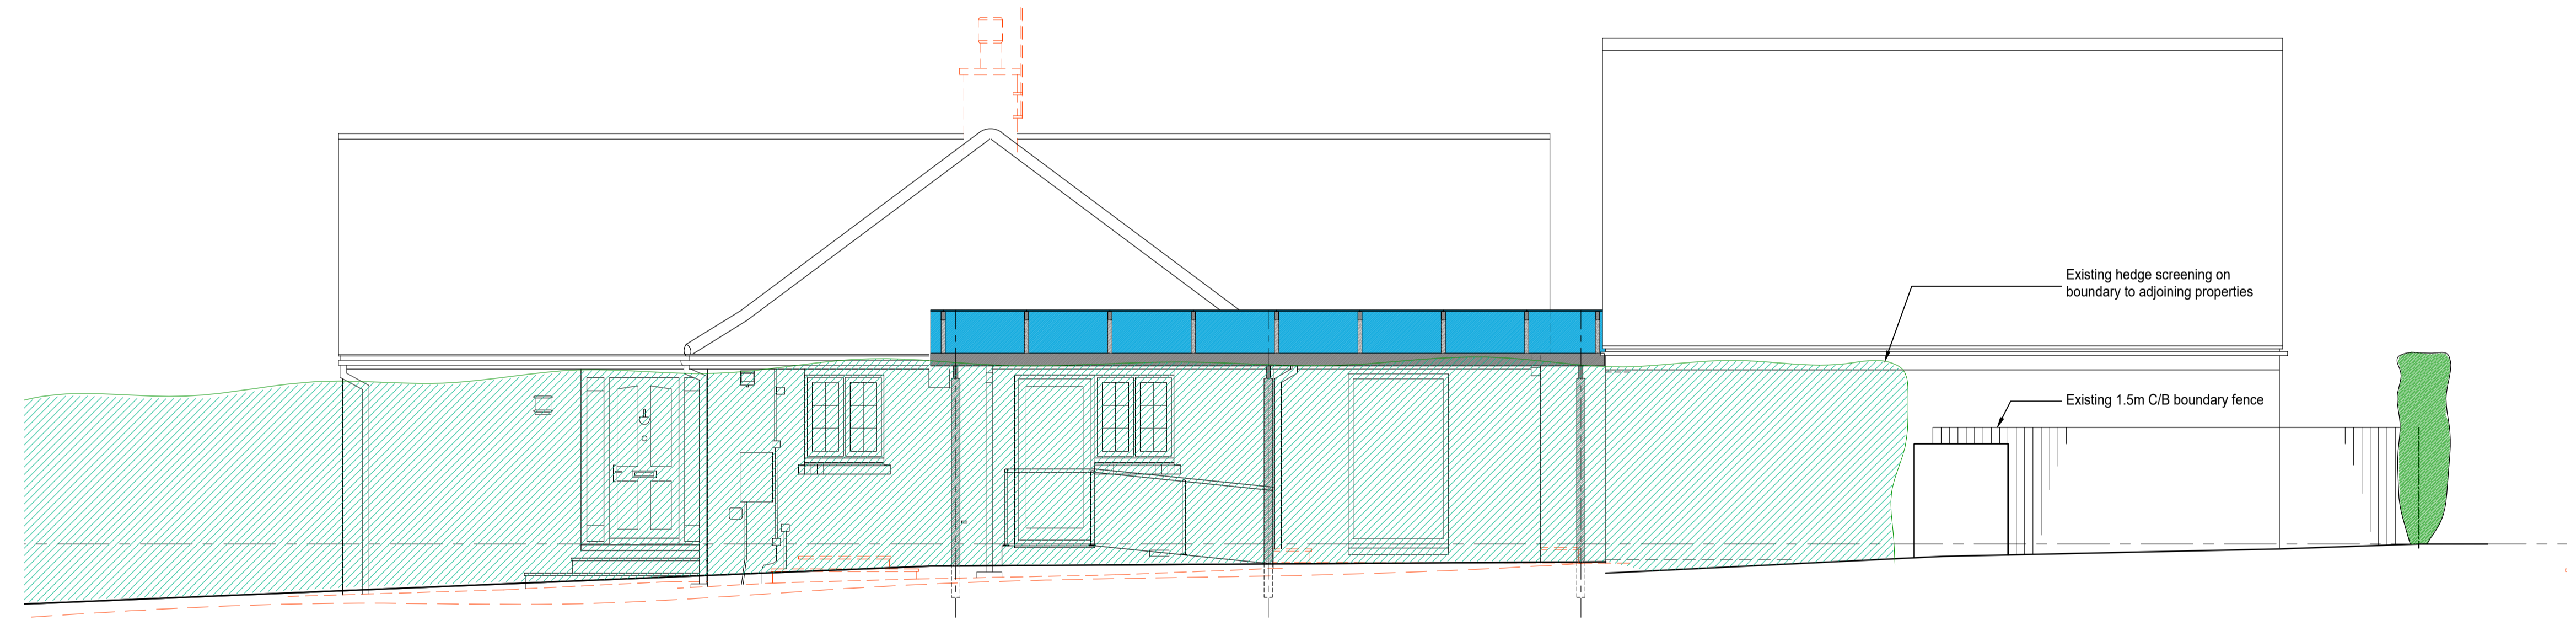 Existing hedge screening on
boundary to adjoining properties
Existing 1.5m C/B boundary fence